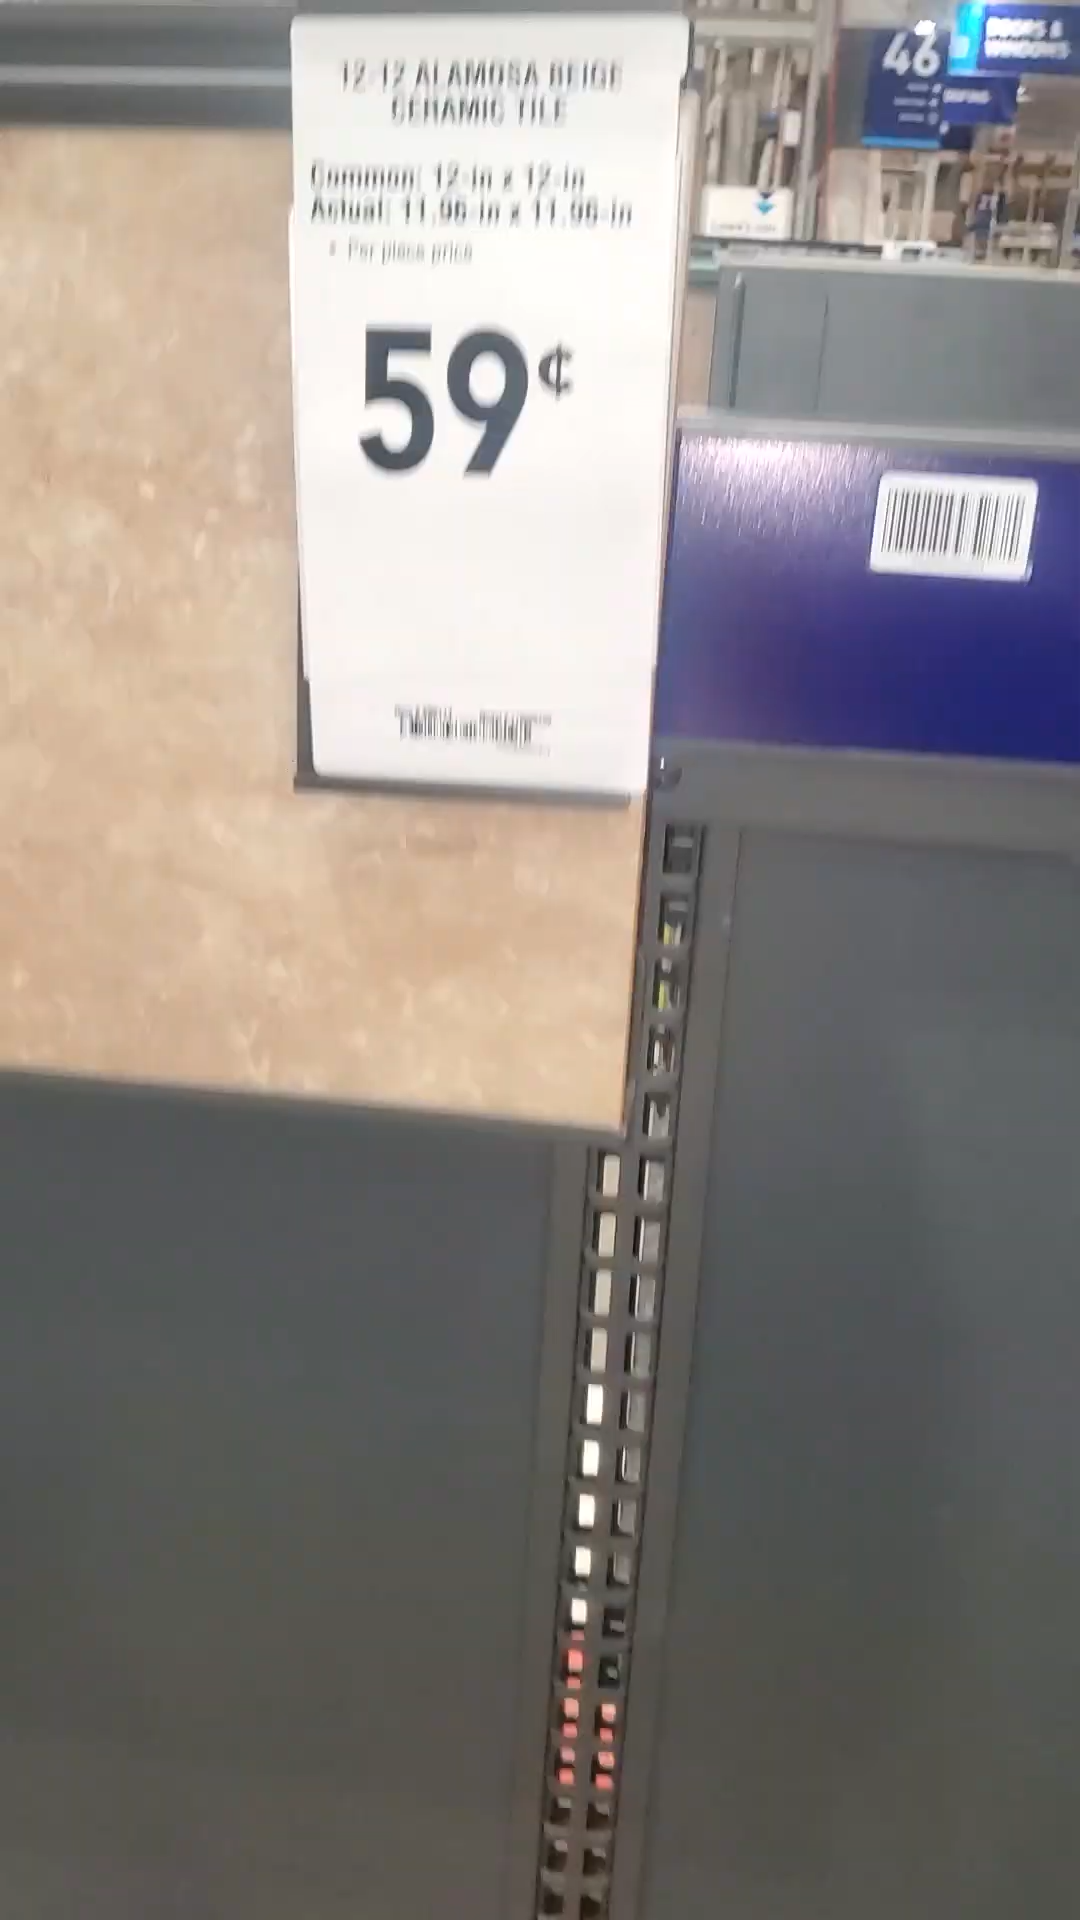 12-12 ALAMOSA BEIGE
CERAMIC TILE
Common: 12-in x 12-in
Actual: 11.96-in x 11.96-in
• Per piece price
59¢
46
DOORS &
WINDOWS